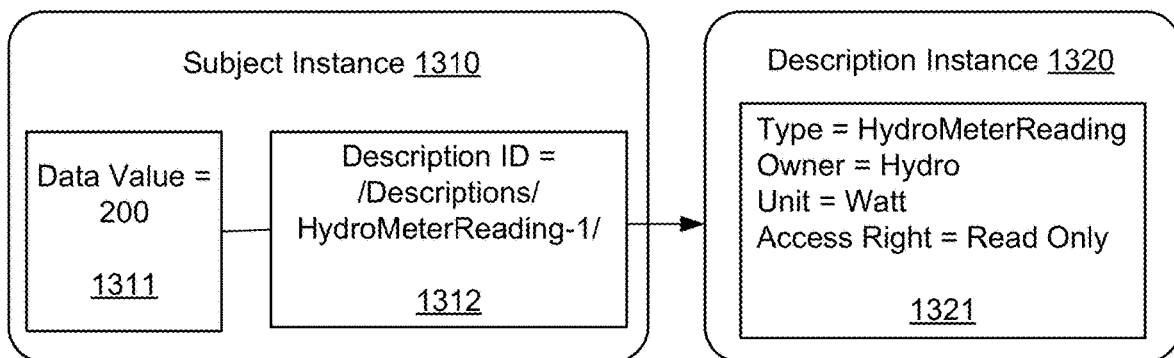 Subject Instance 1310
Data Value =
200
1311
Description ID =
/Descriptions/
HydroMeterReading-1/
1312
Description Instance 1320
Type = HydroMeterReading
Owner = Hydro
Unit = Watt
Access Right = Read Only
1321